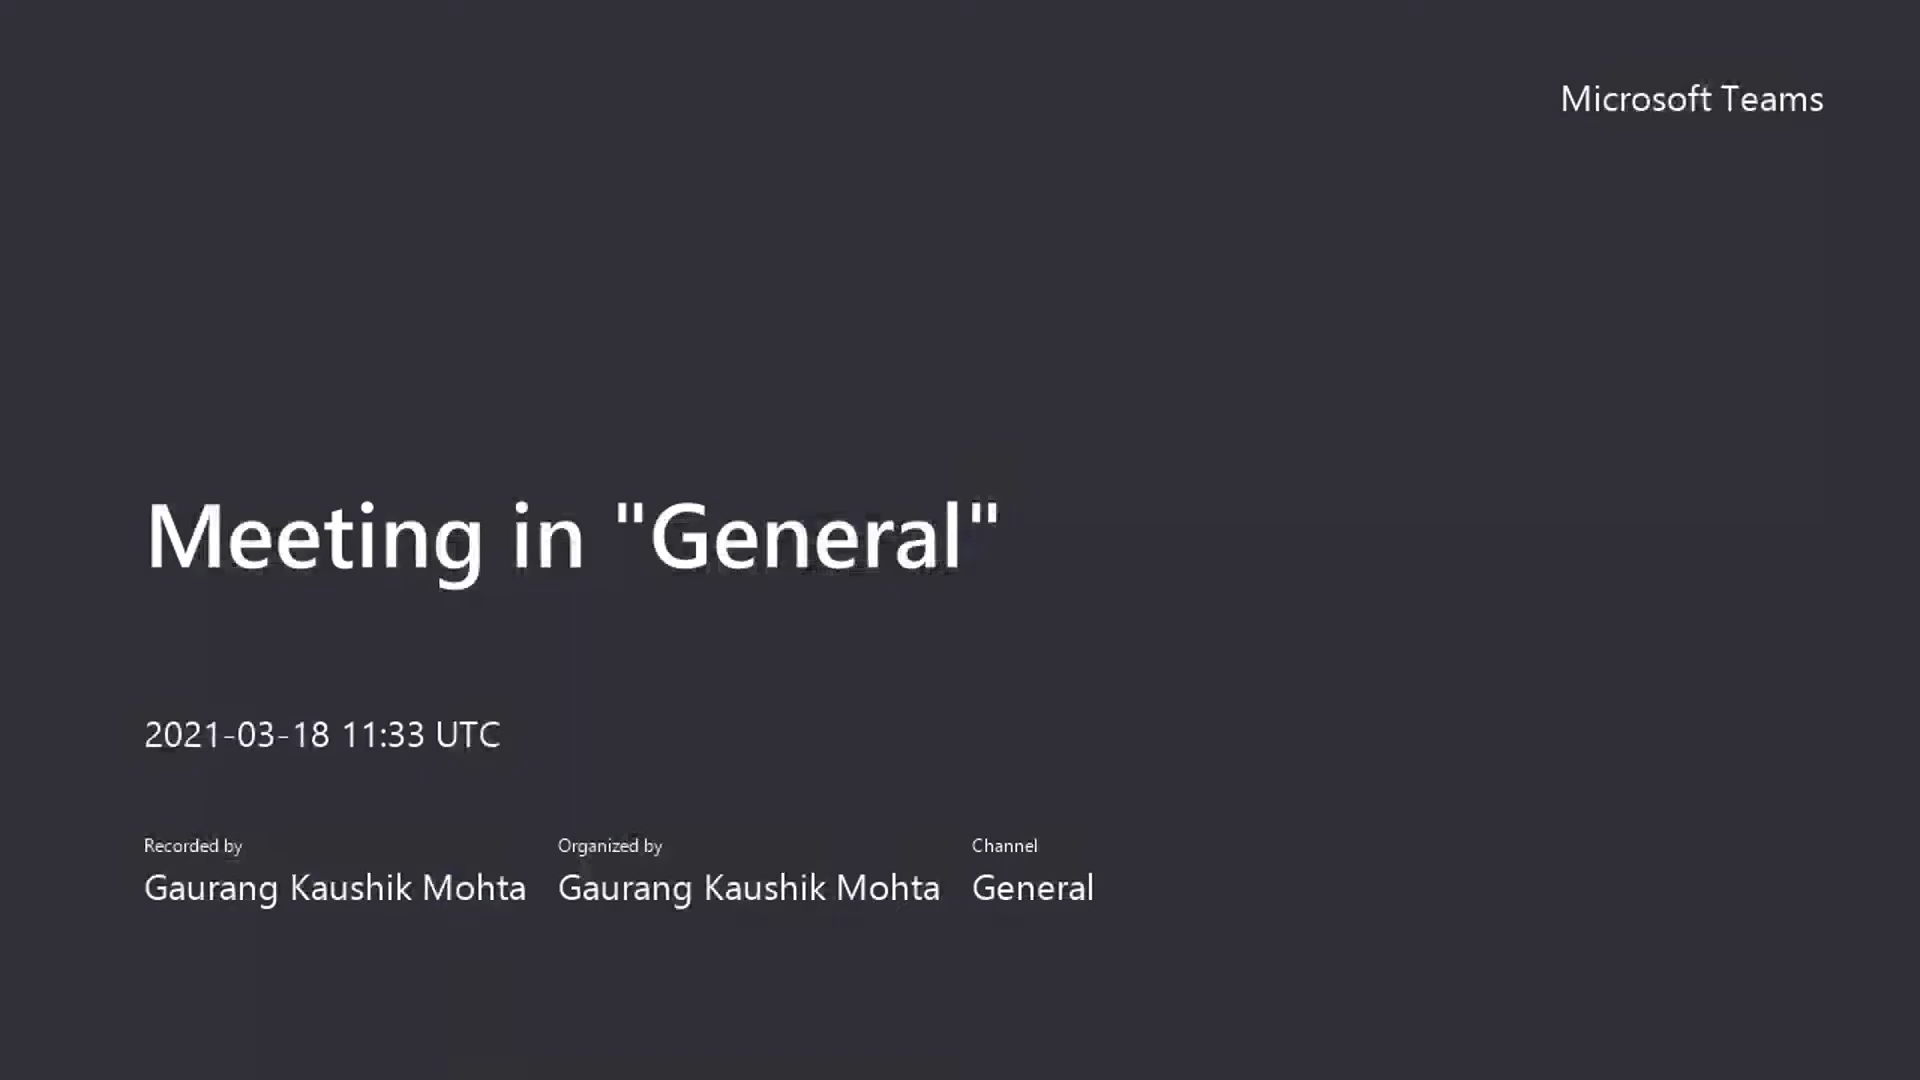 Microsoft Teams
Meeting in "General"
2021-03-18 11:33 UTC
Recorded by Organized by Channel
Gaurang Kaushik Mohta Gaurang Kaushik Mohta General